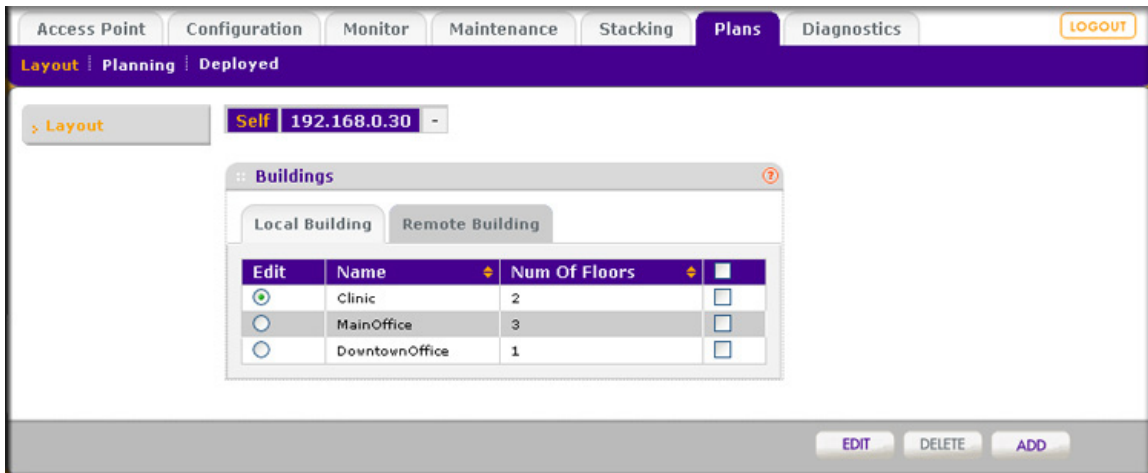 Access Point Configuration Monitor Maintenance Stacking Plans Diagnostics LOGOUT
Layout Planning Deployed
Layout
Self 192.168.0.30 -
Buildings ?
Local Building Remote Building
Edit Name Num Of Floors
Clinic 2
MainOffice 3
DowntownOffice 1
EDIT DELETE ADD